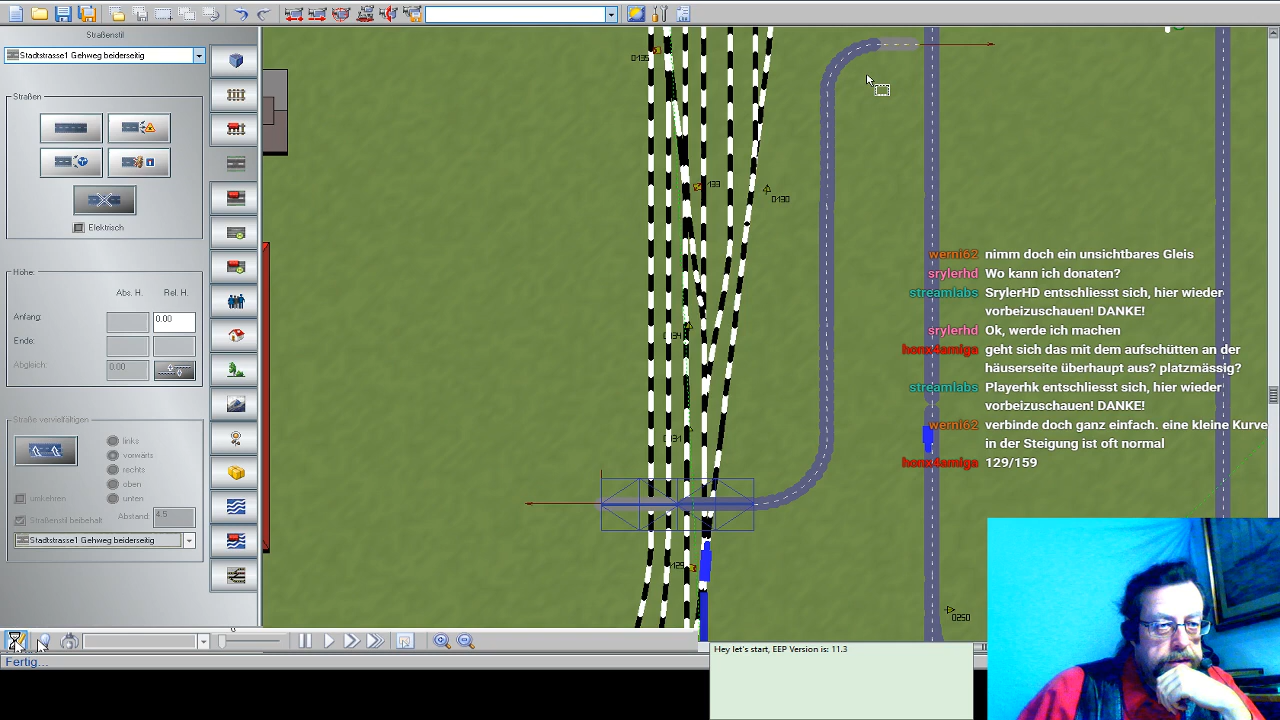 Straßenstil
Stadtstrasse1 Gehweg beiderseitig
Straßen
Elektrisch
Höhe:
Abs. H. Rel. H.
Anfang: 0.00
Ende:
Abgleich: 0.00
Straße vervielfältigen
links
vorwärts
rechts
oben
umkehren
unten
Straßenstil beibehalt
Abstand: 4.5
Stadtstrasse1 Gehweg beiderseitig
Fertig...
0190
0250
werni62 nimm doch ein unsichtbares Gleis
srylerhd Wo kann ich donaten?
streamlabs SrylerHD entschliesst sich, hier wieder
vorbeizuschauen! DANKE!
srylerhd Ok, werde ich machen
honx4amiga geht sich das mit dem aufschütten an der
häuserseite überhaupt aus? platzmässig?
streamlabs Playerhk entschliesst sich, hier wieder
vorbeizuschauen! DANKE!
werni62 verbinde doch ganz einfach. eine kleine Kurve
in der Steigung ist oft normal
honx4amiga 129/159
Hey let's start, EEP Version is: 11.3